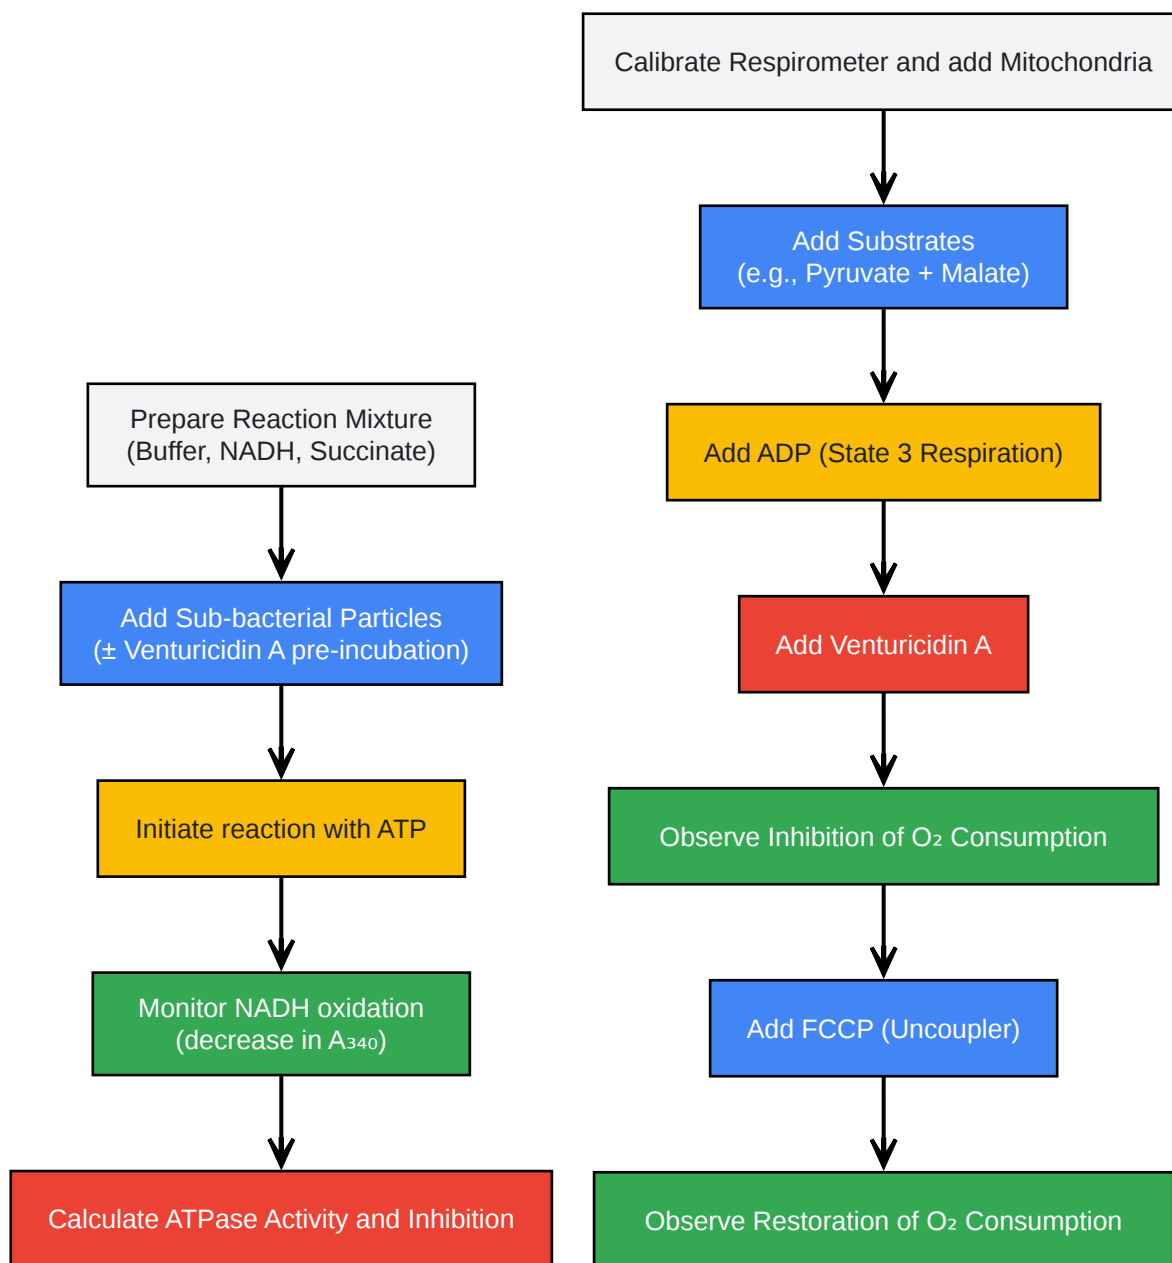 Calibrate Respirometer and add Mitochondria
Add Substrates
(e.g., Pyruvate + Malate)
Add ADP (State 3 Respiration)
Add Venturicidin A
Observe Inhibition of O₂ Consumption
Add FCCP (Uncoupler)
Observe Restoration of O₂ Consumption
Prepare Reaction Mixture
(Buffer, NADH, Succinate)
Add Sub-bacterial Particles
(± Venturicidin A pre-incubation)
Initiate reaction with ATP
Monitor NADH oxidation
(decrease in A₃₄₀)
Calculate ATPase Activity and Inhibition